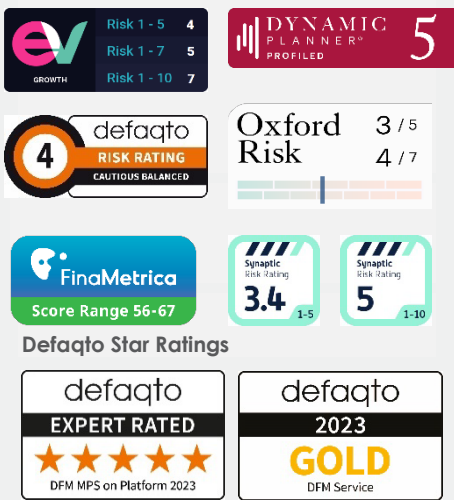 ev
GROWTH
Risk 1 - 5 4
Risk 1 - 7 5
Risk 1 - 10 7
DYNAMIC
PLANNER®
PROFILED
5
4
defaqto
RISK RATING
CAUTIOUS BALANCED
Oxford
Risk
3 / 5
4 / 7
FinaMetrica
Score Range 56-67
Synaptic
Risk Rating
3.4
1-5
Synaptic
Risk Rating
5
1-10
Defaqto Star Ratings
defaqto
EXPERT RATED
DFM MPS on Platform 2023
defaqto
2023
GOLD
DFM Service